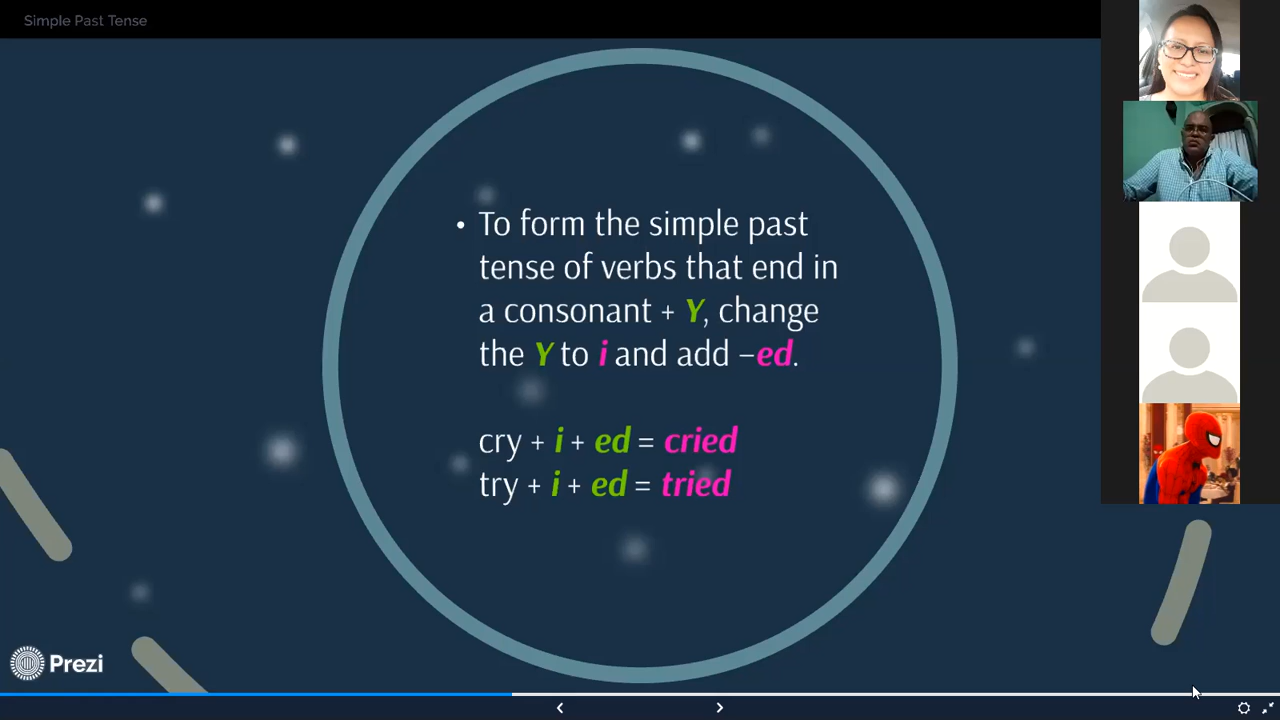 Simple Past Tense
• To form the simple past
tense of verbs that end in
a consonant + Y, change
the Y to i and add –ed.
cry + i + ed = cried
try + i + ed = tried
Prezi